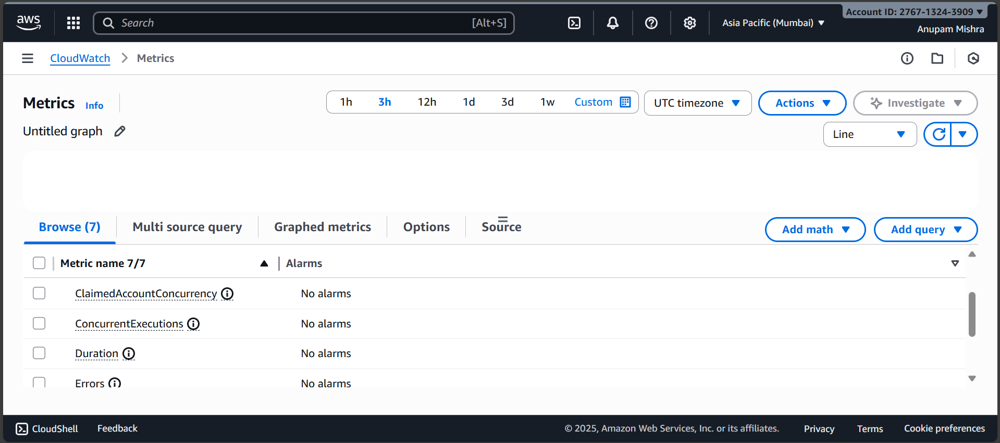 aws
Search [Alt+S]
Asia Pacific (Mumbai)
Account ID: 2767-1324-3909
Anupam Mishra
CloudWatch Metrics
Metrics Info
1h 3h 12h 1d 3d 1w Custom
UTC timezone
Actions
Investigate
Untitled graph
Line
Browse (7)
Multi source query
Graphed metrics
Options
Source
Add math
Add query
Metric name 7/7 Alarms
ClaimedAccountConcurrency No alarms
ConcurrentExecutions No alarms
Duration No alarms
Errors No alarms
CloudShell Feedback © 2025, Amazon Web Services, Inc. or its affiliates. Privacy Terms Cookie preferences